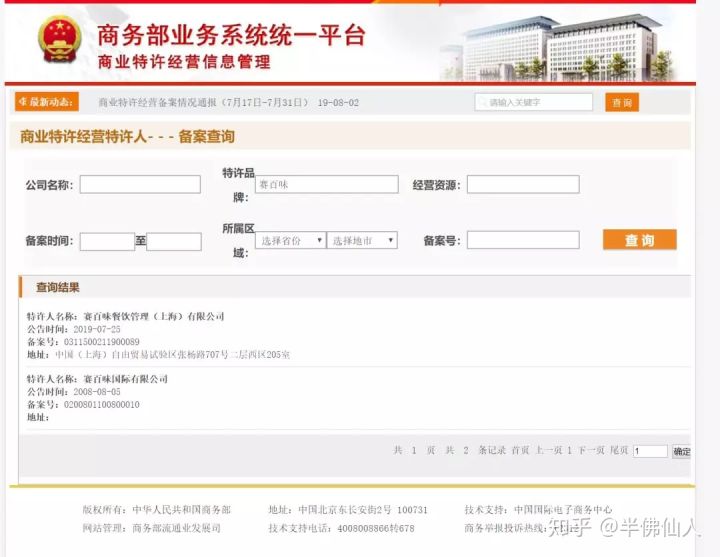 商务部业务系统统一平台
商业特许经营信息管理
最新动态：
商业特许经营备案情况通报（7月17日-7月31日） 19-08-02
请输入关键字
查 询
商业特许经营特许人- - - 备案查询
公司名称：
特许品牌：
赛百味
经营资源：
备案时间：
至
所属区域：
选择省份
选择地市
备案号：
查 询
查询结果
特许人名称：赛百味餐饮管理（上海）有限公司
公告时间：2019-07-25
备案号：0311500211900089
地址：中国（上海）自由贸易试验区张杨路707号二层西区205室
特许人名称：赛百味国际有限公司
公告时间：2008-08-05
备案号：0200801100800010
地址：
共 1 页 共 2 条记录 首页 上一页 1 下一页 尾页 1 确定
版权所有：中华人民共和国商务部 地址：中国北京东长安街2号 100731 技术支持：中国国际电子商务中心
网站管理：商务部流通业发展司 技术支持电话：4008008866转678 商务举报投诉热线：
知乎 @半佛仙人